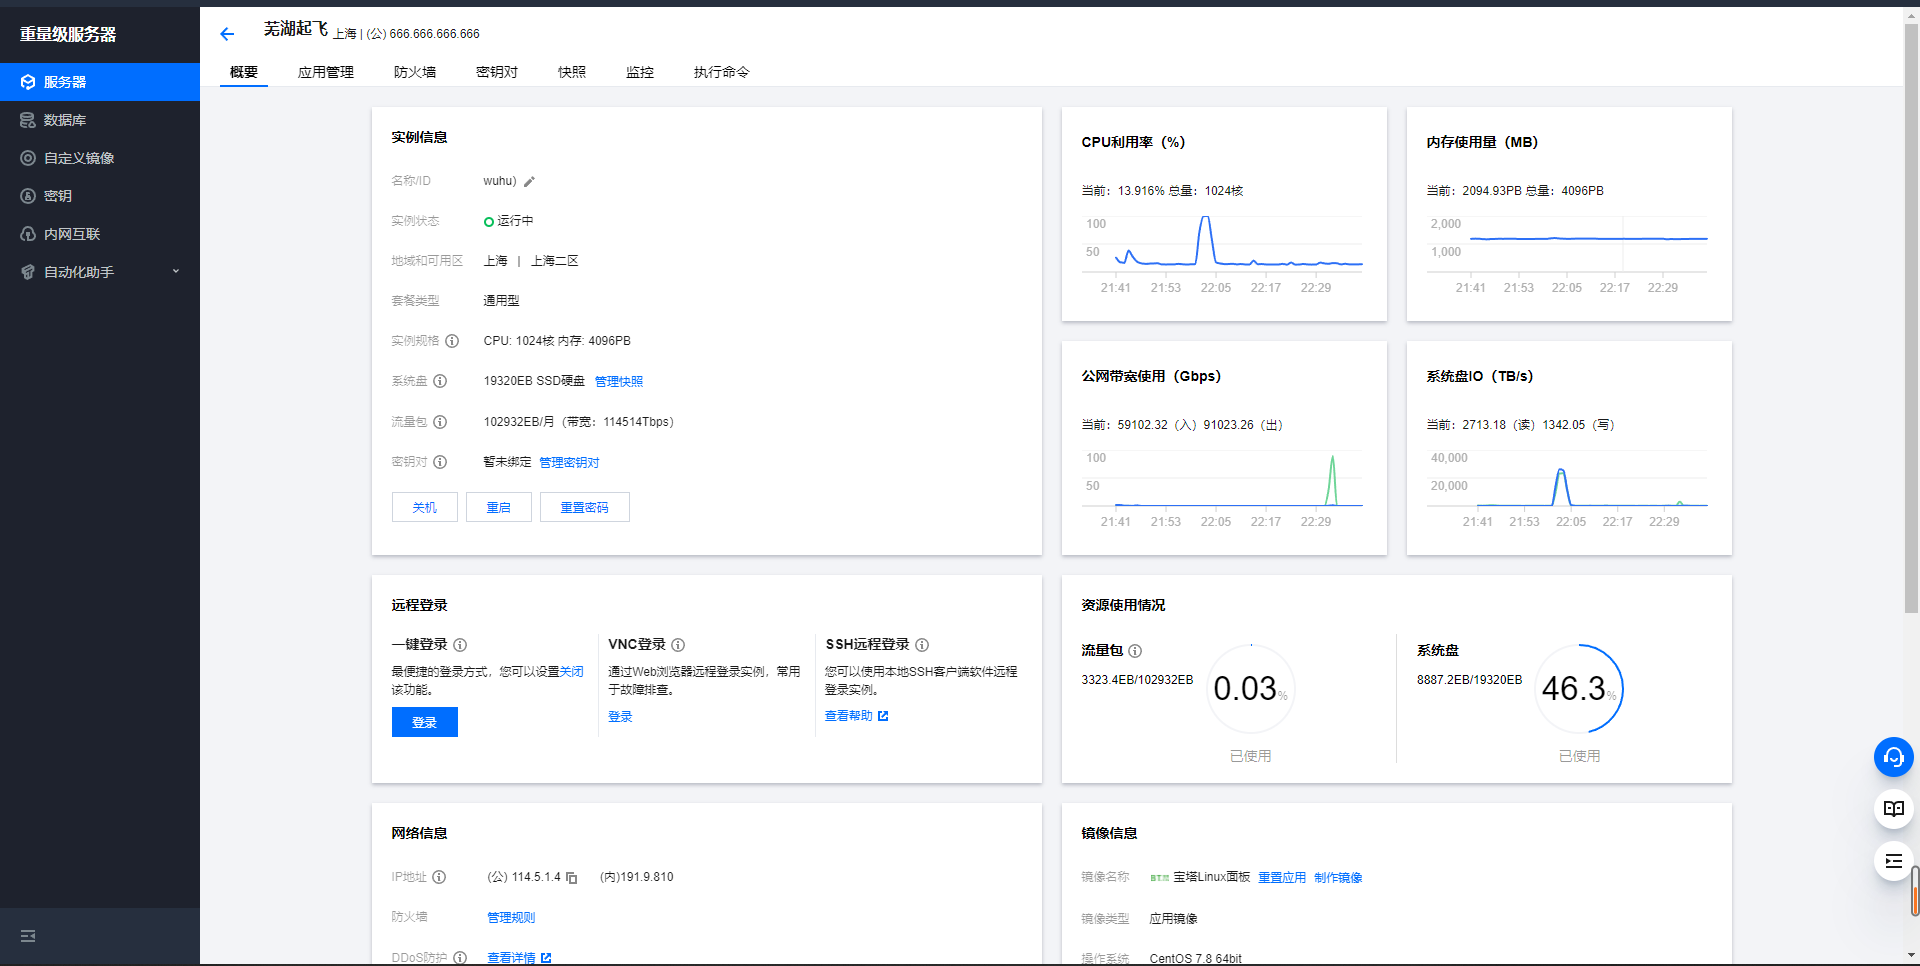 重量级服务器
服务器
数据库
自定义镜像
密钥
内网互联
自动化助手
芜湖起飞 上海 | (公) 666.666.666.666
概要 应用管理 防火墙 密钥对 快照 监控 执行命令
实例信息
名称/ID wuhu)
实例状态 运行中
地域和可用区 上海 | 上海二区
套餐类型 通用型
实例规格 CPU: 1024核 内存: 4096PB
系统盘 19320EB SSD硬盘 管理快照
流量包 102932EB/月（带宽：114514Tbps）
密钥对 暂未绑定 管理密钥对
关机 重启 重置密码
CPU利用率（%）
当前：13.916% 总量：1024核
100
50
21:41 21:53 22:05 22:17 22:29
内存使用量（MB）
当前：2094.93PB 总量：4096PB
2,000
1,000
21:41 21:53 22:05 22:17 22:29
公网带宽使用（Gbps）
当前：59102.32（入）91023.26（出）
100
50
21:41 21:53 22:05 22:17 22:29
系统盘IO（TB/s）
当前：2713.18（读）1342.05（写）
40,000
20,000
21:41 21:53 22:05 22:17 22:29
远程登录
一键登录
最便捷的登录方式，您可以设置关闭
该功能。
登录
VNC登录
通过Web浏览器远程登录实例，常用
于故障排查。
登录
SSH远程登录
您可以使用本地SSH客户端软件远程
登录实例。
查看帮助
资源使用情况
流量包
3323.4EB/102932EB
0.03%
已使用
系统盘
8887.2EB/19320EB
46.3%
已使用
网络信息
IP地址 (公) 114.5.1.4 (内)191.9.810
防火墙 管理规则
DDoS防护 查看详情
镜像信息
镜像名称 宝塔Linux面板 重置应用 制作镜像
镜像类型 应用镜像
操作系统 CentOS 7.8 64bit